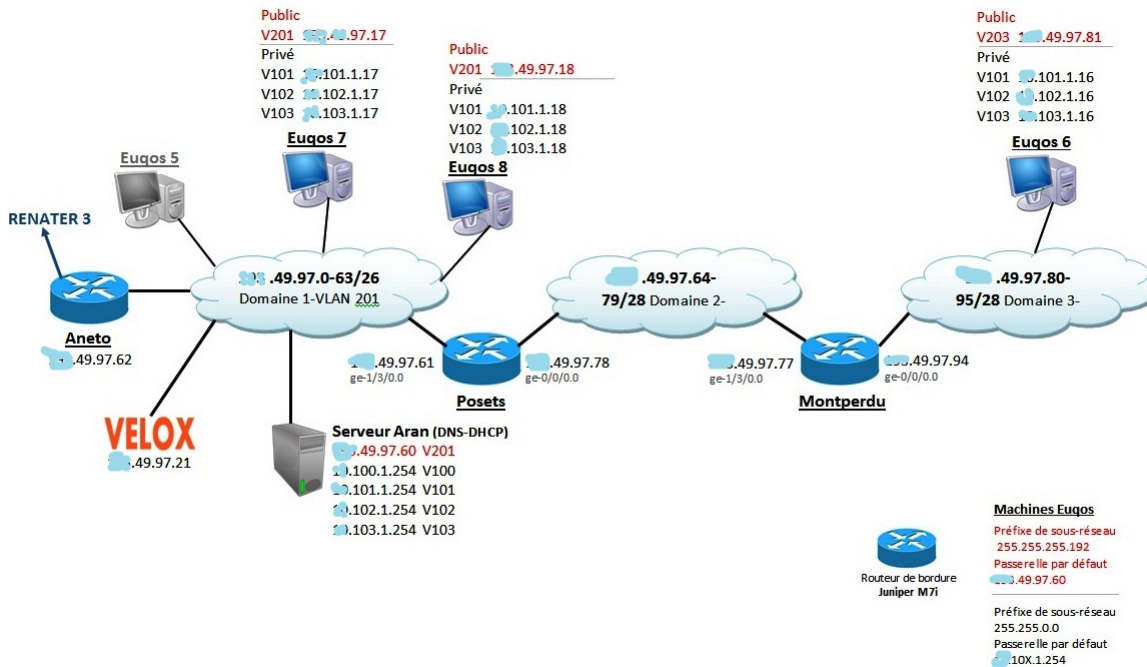 Public
V201 .97.17
Privé
V101 .101.1.17
V102 .102.1.17
V103 .103.1.17
Euqos 7
Public
V201 .49.97.18
Privé
V101 .101.1.18
V102 .102.1.18
V103 .103.1.18
Euqos 8
Public
V203 .49.97.81
Privé
V101 .101.1.16
V102 .102.1.16
V103 .103.1.16
Euqos 6
Euqos 5
RENATER 3
.49.97.0-63/26
Domaine 1-VLAN 201
.49.97.64-
79/28 Domaine 2-
.49.97.80-
95/28 Domaine 3-
Aneto
.49.97.62
.49.97.61
ge-1/3/0.0
.49.97.78
ge-0/0/0.0
Posets
.49.97.77
ge-1/3/0.0
.49.97.94
ge-0/0/0.0
Montperdu
VELOX
.49.97.21
Serveur Aran (DNS-DHCP)
.49.97.60 V201
.100.1.254 V100
.101.1.254 V101
.102.1.254 V102
.103.1.254 V103
Routeur de bordure
Juniper M7i
Machines Euqos
Préfixe de sous-réseau
255.255.255.192
Passerelle par défaut
.49.97.60
Préfixe de sous-réseau
255.255.0.0
Passerelle par défaut
.10X.1.254